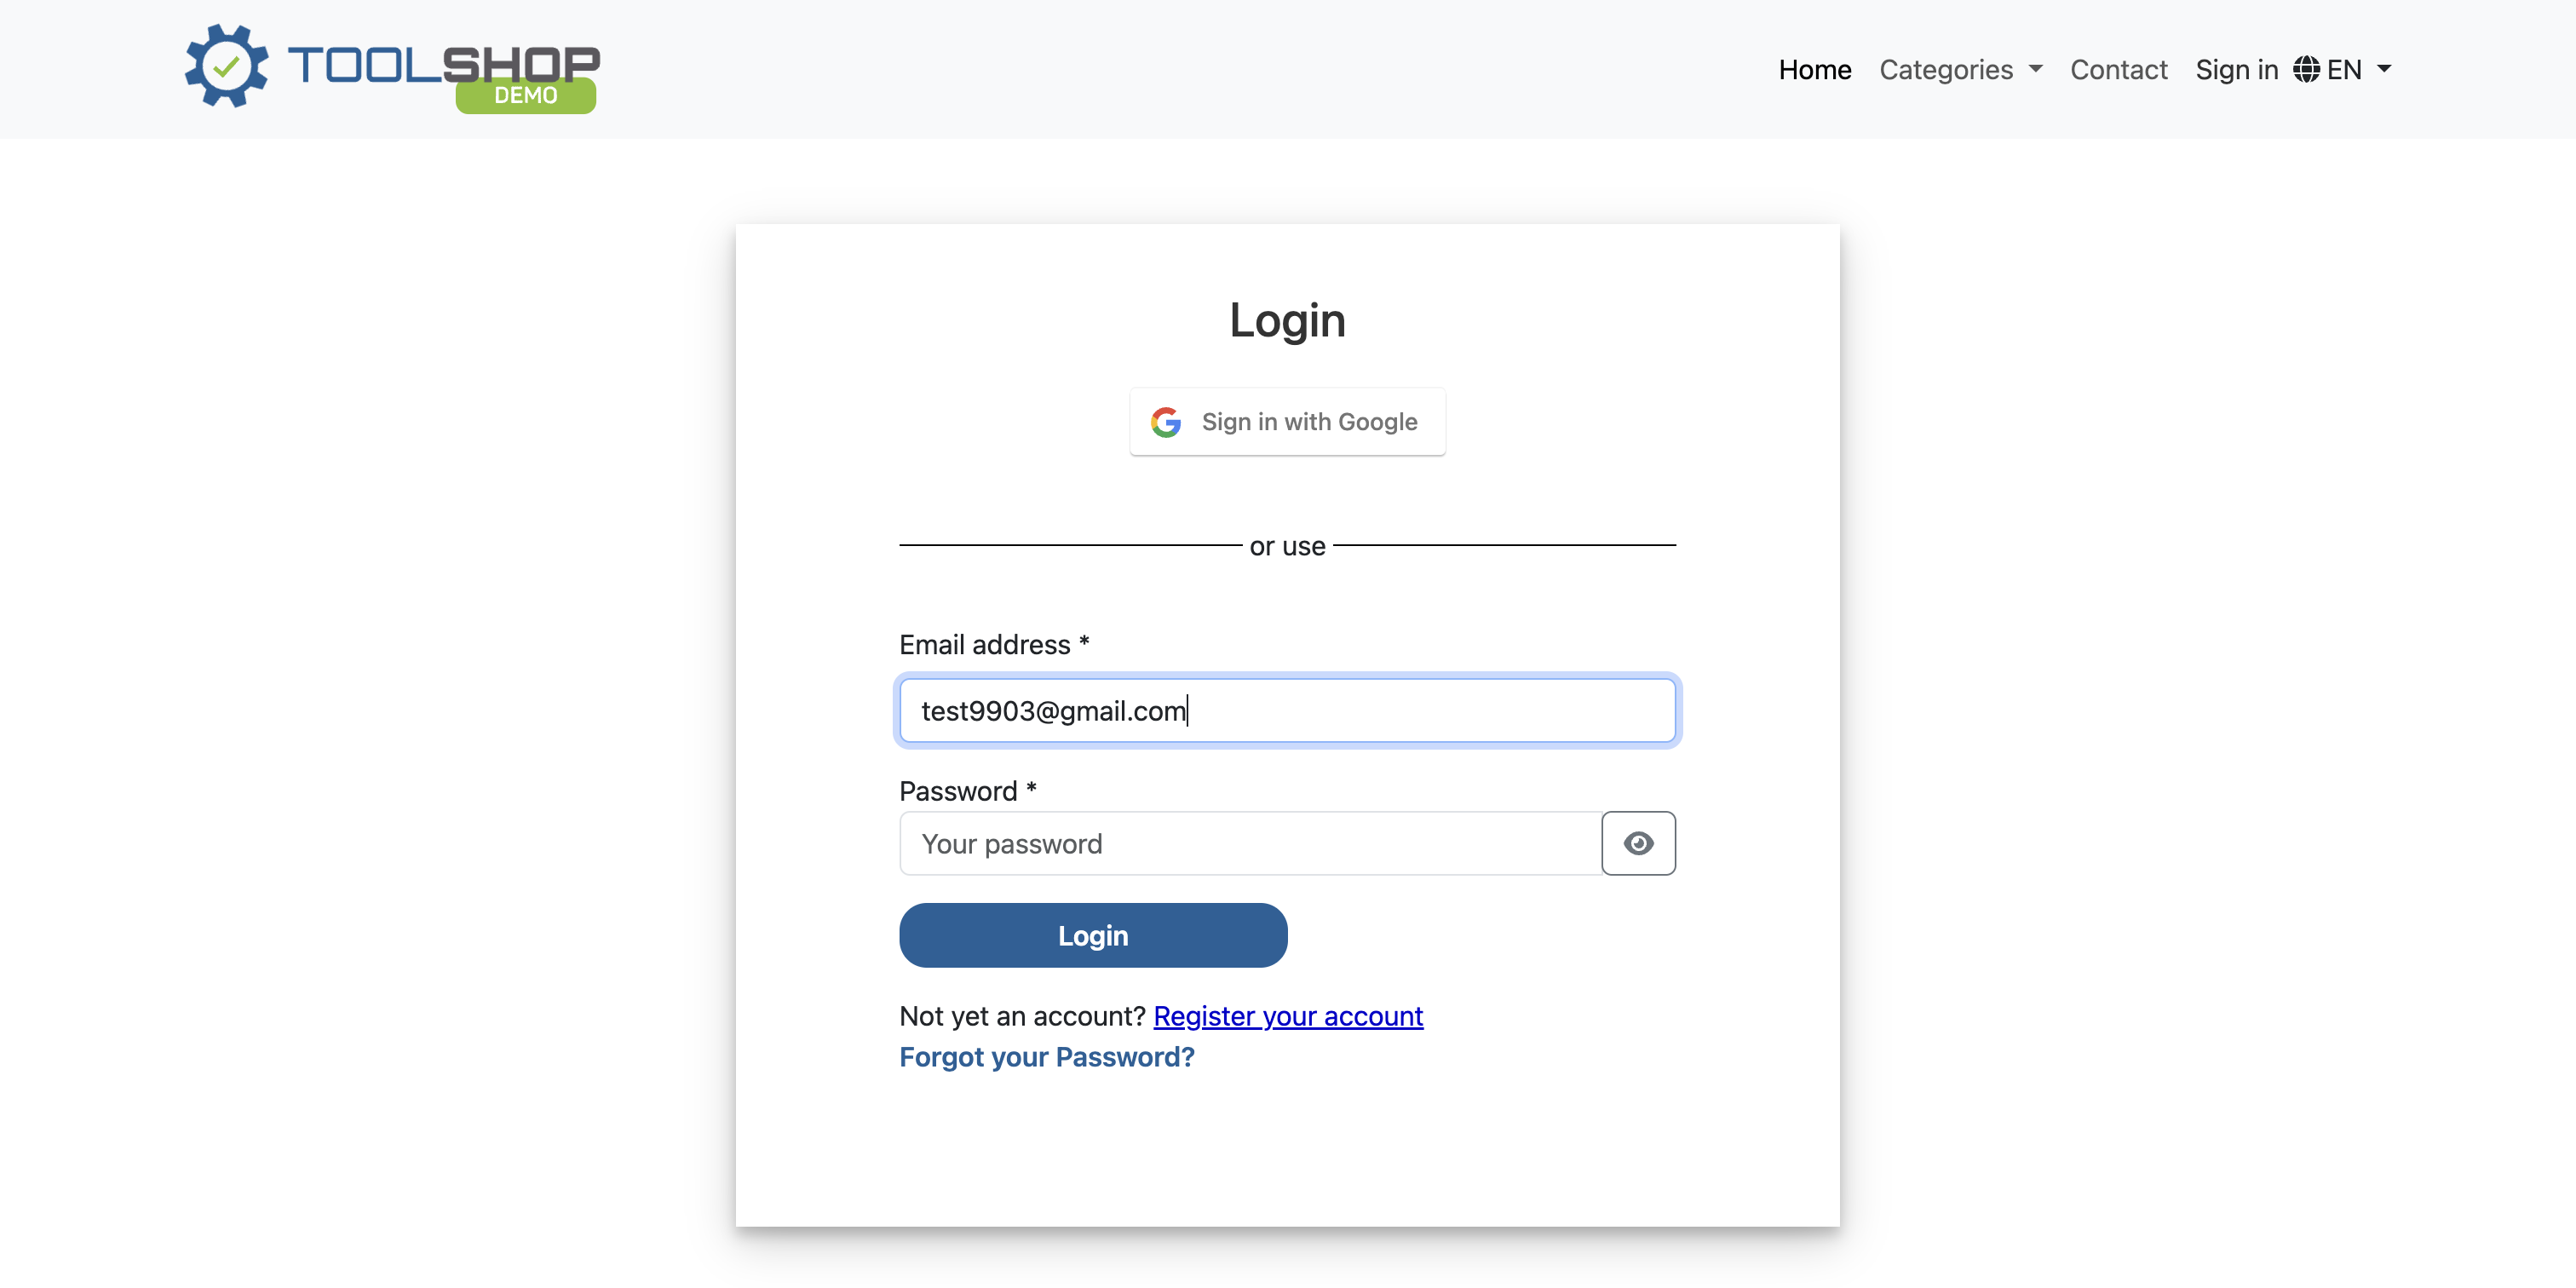 TOOLSHOP
DEMO
Home Categories Contact Sign in EN
Login
Sign in with Google
or use
Email address *
test9903@gmail.com
Password *
Your password
Login
Not yet an account? Register your account
Forgot your Password?